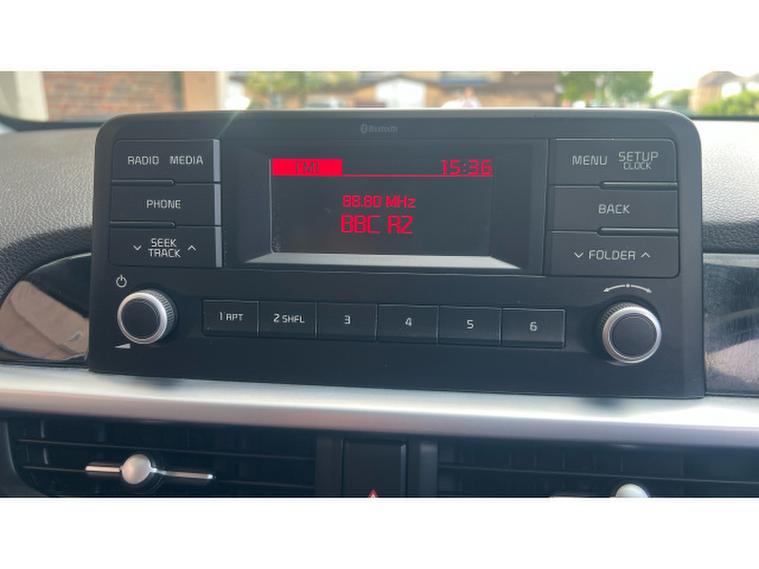 Bluetooth
RADIO MEDIA
PHONE
SEEK
TRACK
FM1 15:36
88.80 MHz
BBC R2
MENU SETUP
CLOCK
BACK
FOLDER
1 RPT 2 SHFL 3 4 5 6